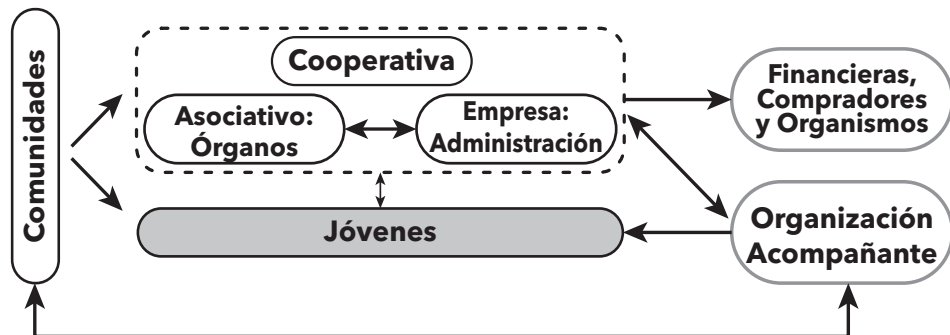 Comunidades
Cooperativa
Asociativo:
Órganos
Empresa:
Administración
Jóvenes
Financieras,
Compradores
y Organismos
Organización
Acompañante